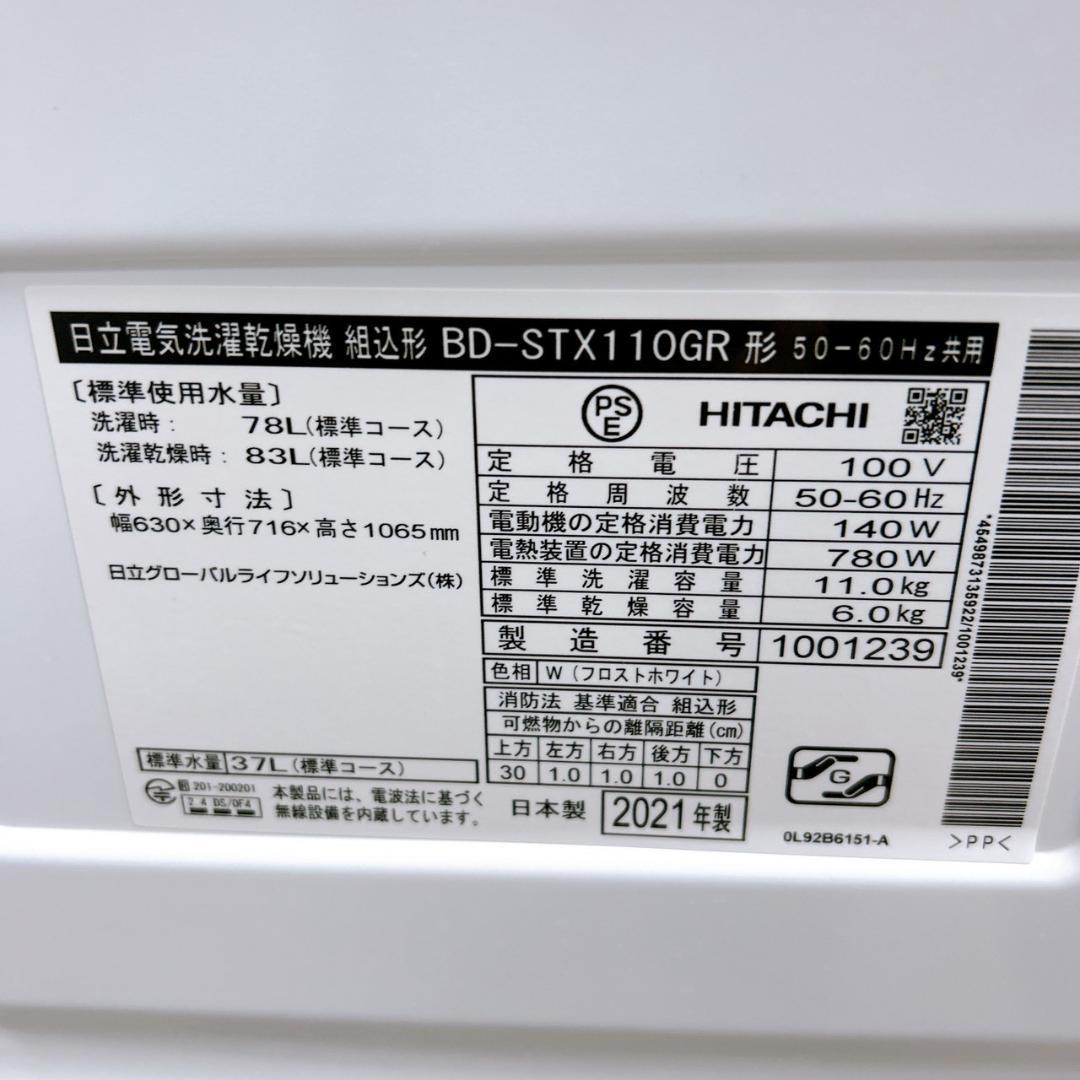 日立電気洗濯乾燥機 組込形 BD-STX110GR 形 50-60Hz共用
〔標準使用水量〕
洗濯時: 78L(標準コース)
洗濯乾燥時: 83L(標準コース)
〔外形寸法〕
幅630×奥行716×高さ1065mm
日立グローバルライフソリューションズ(株)
標準水量 37L(標準コース)
R 201-200201
2.4 DS/OF4
本製品には、電波法に基づく
無線設備を内蔵しています。
PSE HITACHI
定格電圧 100V
定格周波数 50-60Hz
電動機の定格消費電力 140W
電熱装置の定格消費電力 780W
標準洗濯容量 11.0kg
標準乾燥容量 6.0kg
製造番号 1001239
色相 W(フロストホワイト)
消防法 基準適合 組込形
可燃物からの離隔距離(cm)
上方 左方 右方 後方 下方
30 1.0 1.0 1.0 0
日本製 2021年製
G
0L92B6151-A
>PP<
*4549873135922/1001239*